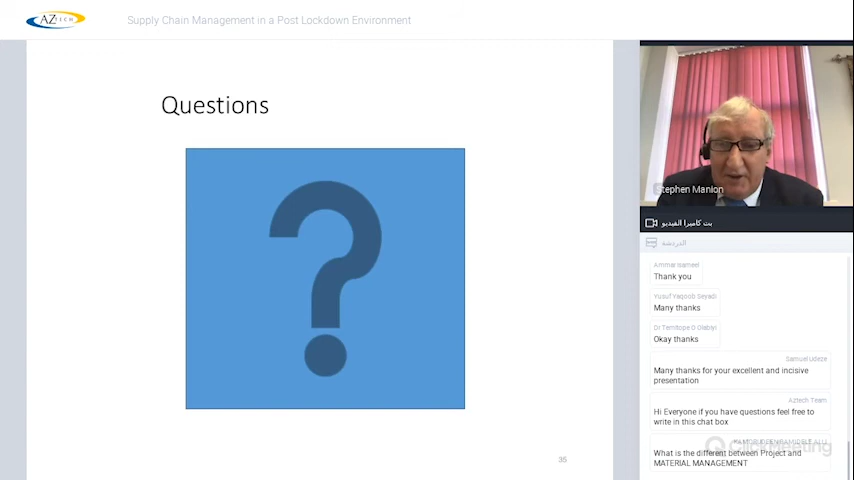 AZTECH
Supply Chain Management in a Post Lockdown Environment
Questions
?
35
Stephen Manion
بث كاميرا الفيديو
الدردشة
Ammar Isameel
Thank you
Yusuf Yaqoob Seyadi
Many thanks
Dr Temitope D Olabiyi
Okay thanks
Samuel Udeze
Many thanks for your excellent and incisive
presentation
Aztech Team
Hi Everyone if you have questions feel free to
write in this chat box
ClickMeeting
What is the different between Project and
MATERIAL MANAGEMENT